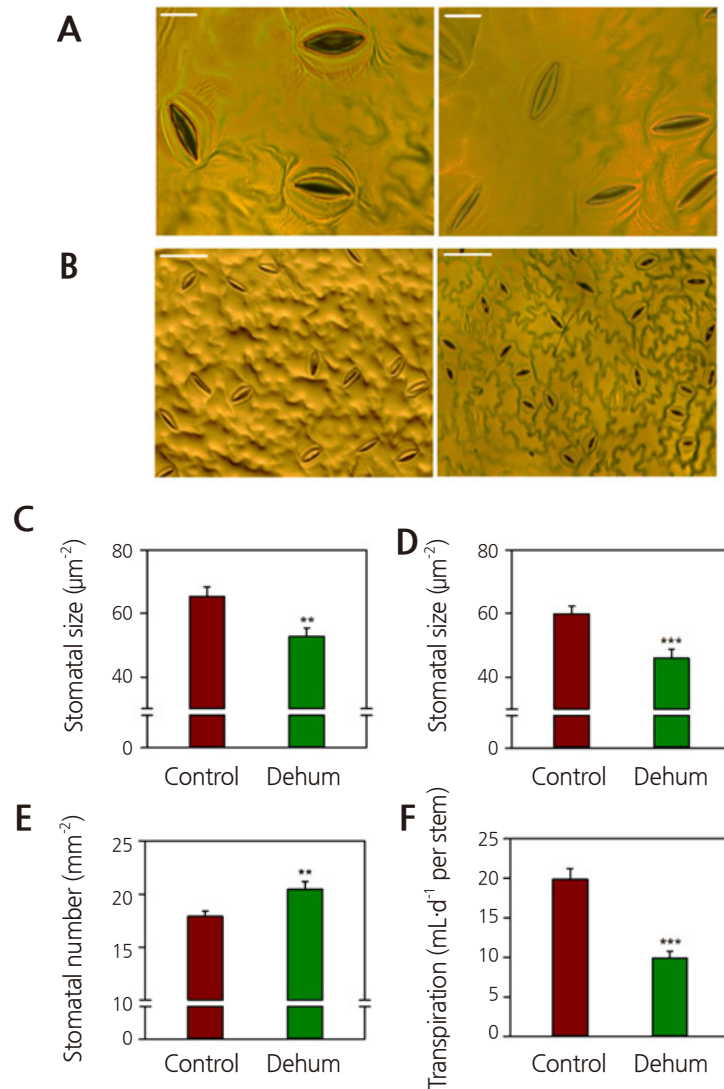 A
B
C
Stomatal size (µm⁻²)
80
60
40
0
**
Control Dehum
D
Stomatal size (µm⁻²)
80
60
40
0
***
Control Dehum
E
Stomatal number (mm⁻²)
25
20
15
10
0
**
Control Dehum
F
Transpiration (mL·d⁻¹ per stem)
25
20
15
10
5
0
***
Control Dehum